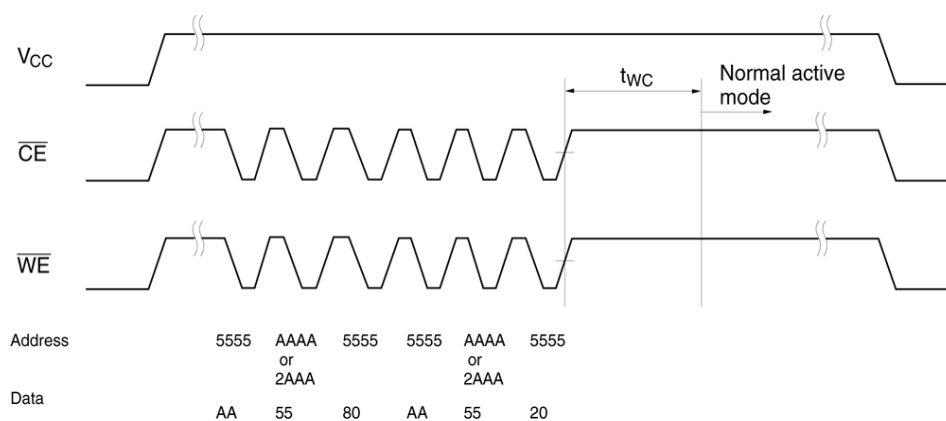 VCC
tWC
Normal active
mode
CE
WE
Address 5555 AAAA 5555 5555 AAAA 5555
or or
2AAA 2AAA
Data
AA 55 80 AA 55 20